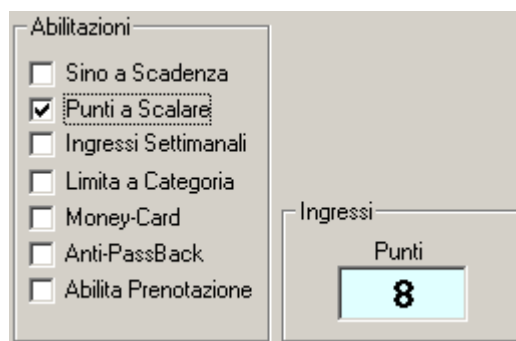 Abilitazioni
Sino a Scadenza
Punti a Scalare
Ingressi Settimanali
Limita a Categoria
Money-Card
Anti-PassBack
Abilita Prenotazione
Ingressi
Punti
8